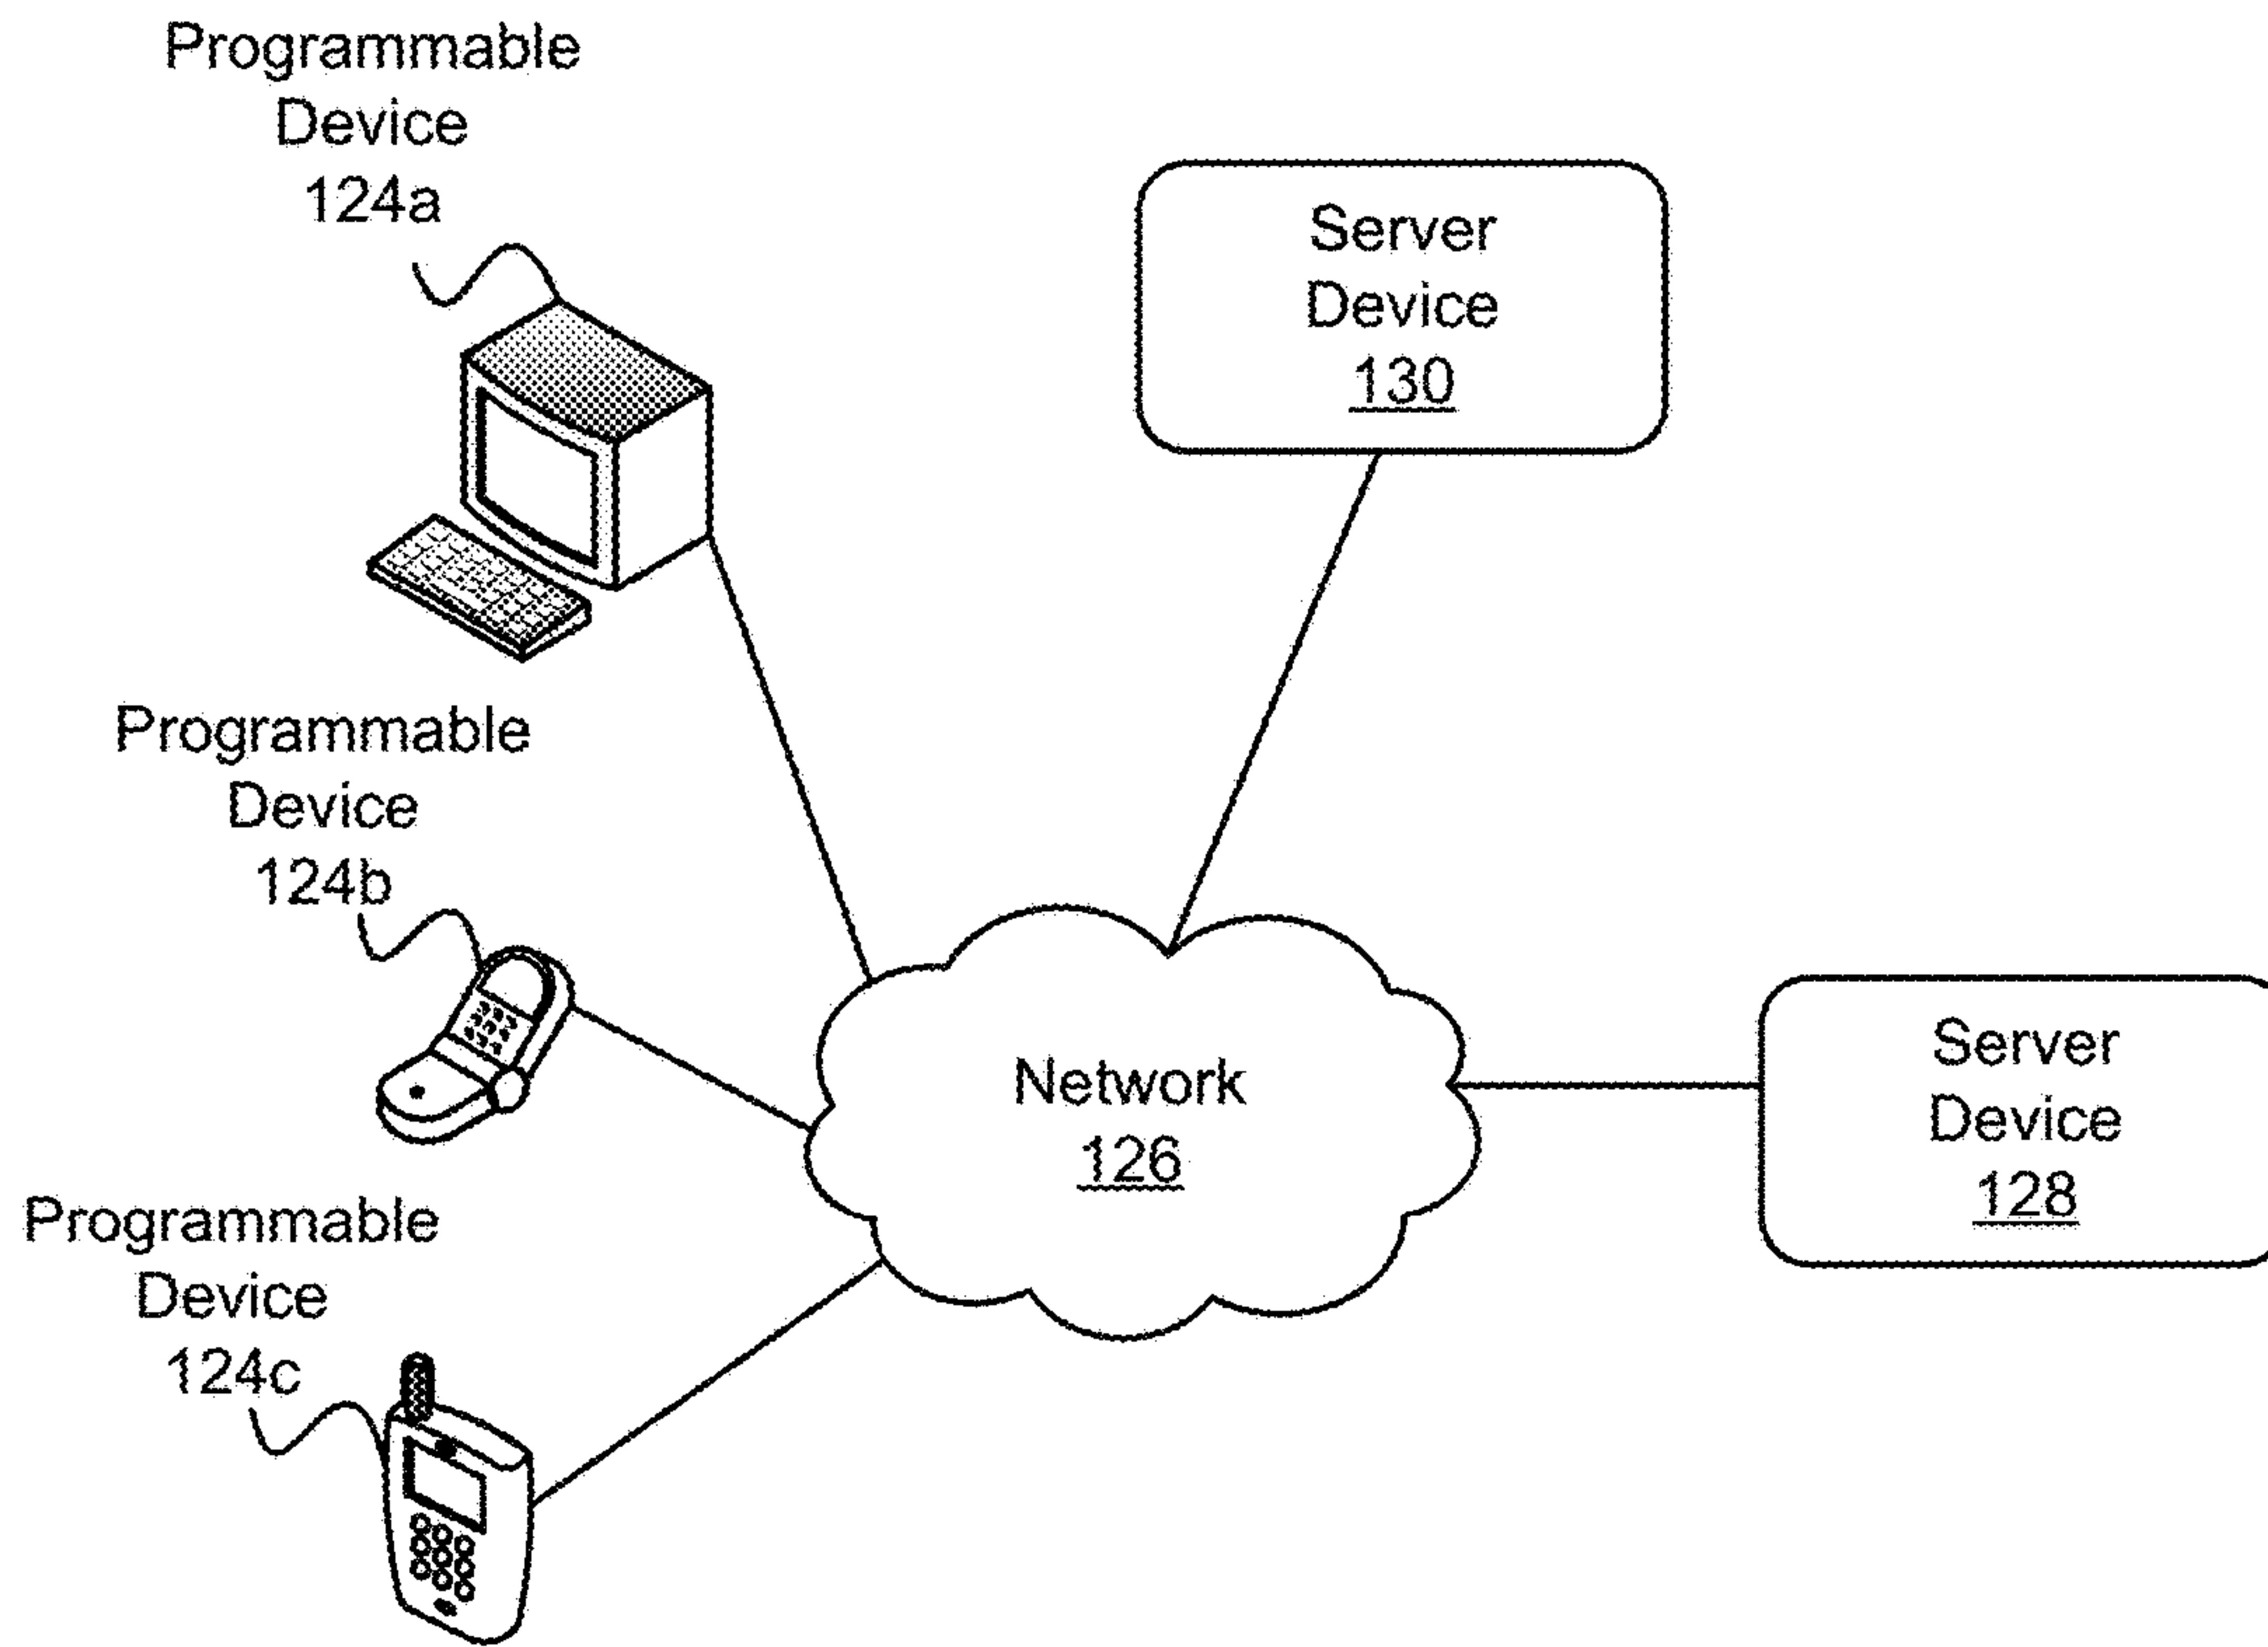 Programmable
Device
124a
Server
Device
130
Programmable
Device
124b
Network
126
Server
Device
128
Programmable
Device
124c